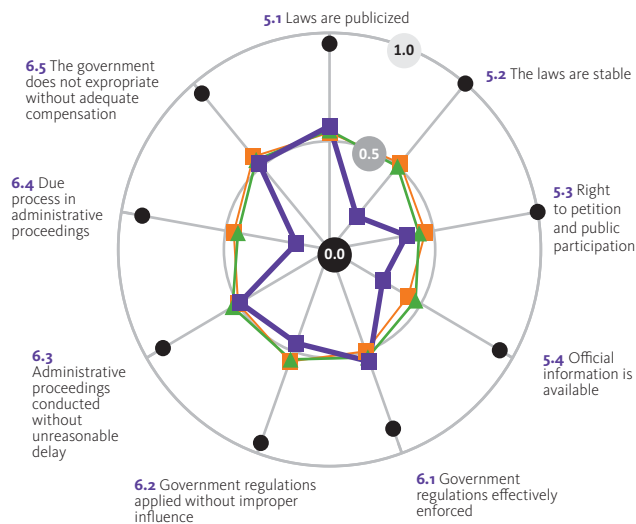 5.1 Laws are publicized
1.0
5.2 The laws are stable
0.5
5.3 Right
to petition
and public
participation
0.0
5.4 Official
information is
available
6.1 Government
regulations effectively
enforced
6.2 Government regulations
applied without improper
influence
6.3
Administrative
proceedings
conducted
without
unreasonable
delay
6.4 Due
process in
administrative
proceedings
6.5 The government
does not expropriate
without adequate
compensation